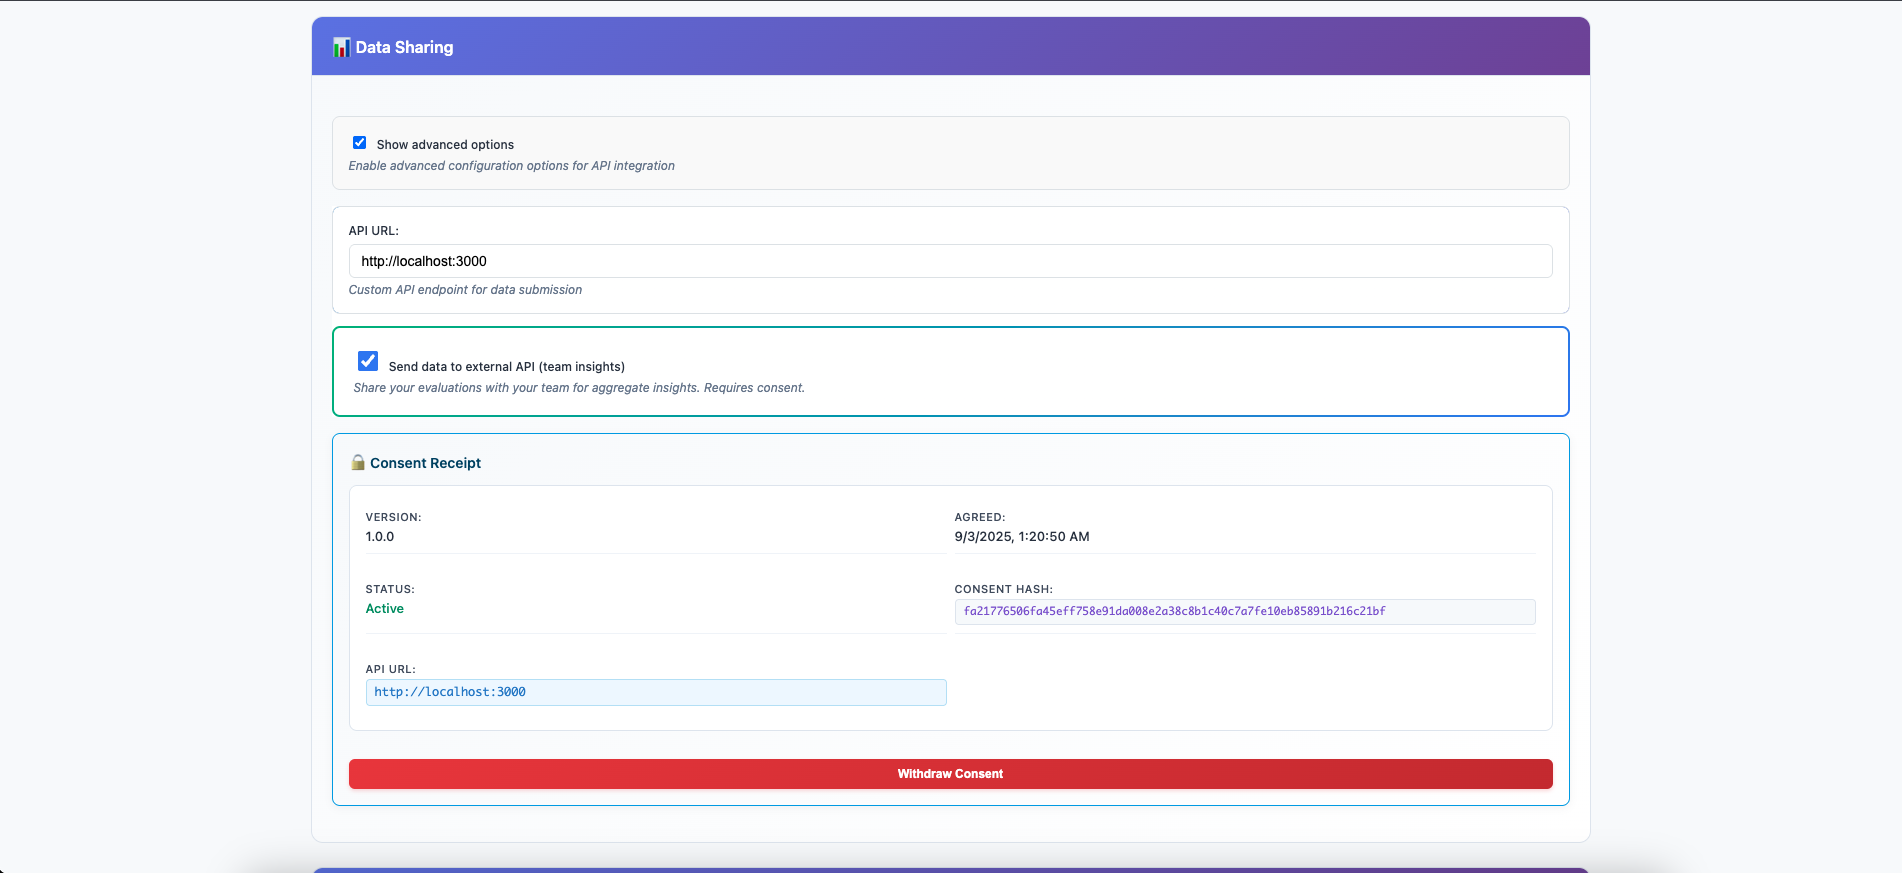 Data Sharing
Show advanced options
Enable advanced configuration options for API integration
API URL:
http://localhost:3000
Custom API endpoint for data submission
Send data to external API (team insights)
Share your evaluations with your team for aggregate insights. Requires consent.
Consent Receipt
VERSION:
1.0.0
AGREED:
9/3/2025, 1:20:50 AM
STATUS:
Active
CONSENT HASH:
fa21776506fa45eff758e91da008e2a38c8b1c40c7a7fe10eb85891b216c21bf
API URL:
http://localhost:3000
Withdraw Consent